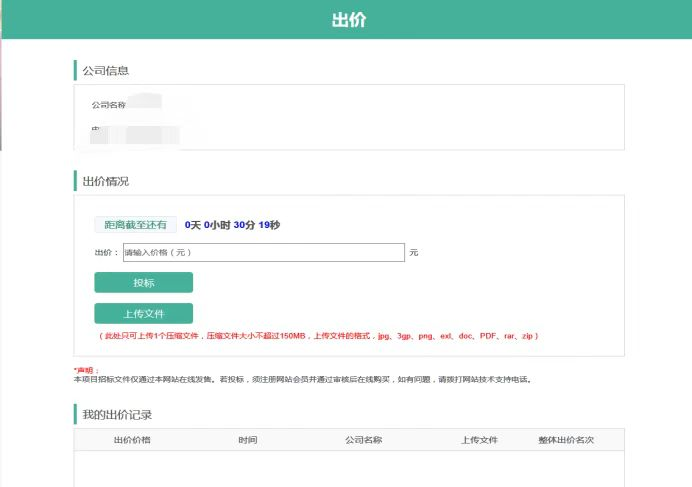 出价
公司信息
公司名称
出价情况
距离截至还有 0天 0小时 30分 19秒
出价： 请输入价格（元） 元
投标
上传文件
（此处只可上传1个压缩文件，压缩文件大小不超过150MB，上传文件的格式，jpg、3gp、png、exl、doc、PDF、rar、zip）
*声明：
本项目招标文件仅通过本网站在线发售。若投标，须注册网站会员并通过审核后在线购买，如有问题，请拨打网站技术支持电话。
我的出价记录
出价价格 时间 公司名称 上传文件 整体出价名次